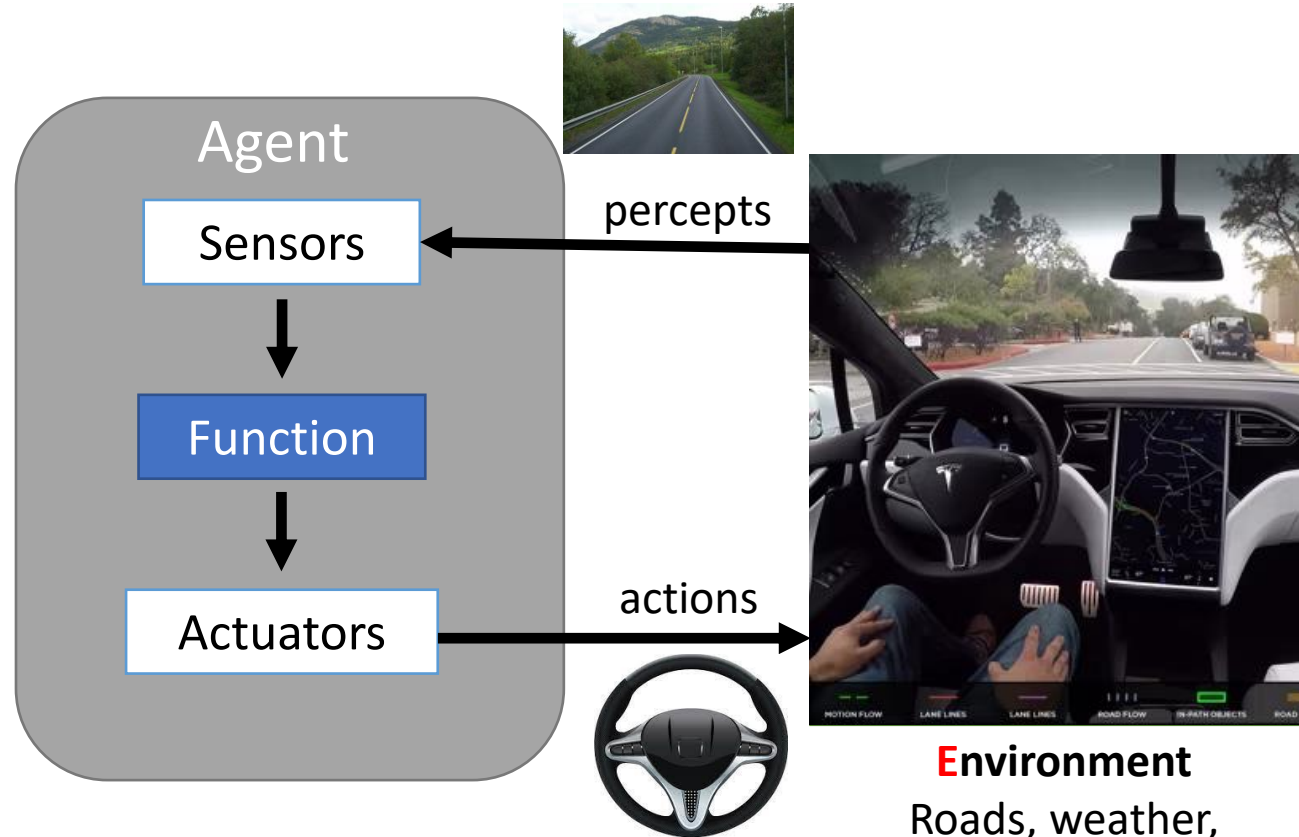 Agent
Sensors
percepts
Function
Actuators
actions
MOTION FLOW
LANE LINES
LANE LINES
ROAD FLOW
IN-PATH OBJECTS
ROAD
Environment
Roads, weather,